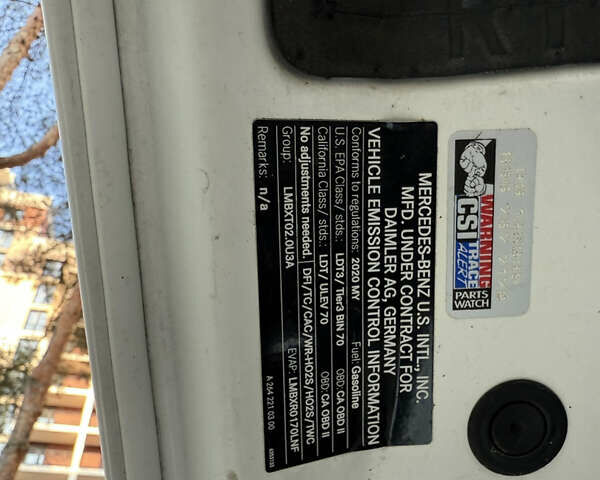 MERCEDES-BENZ U.S. INTL., INC.
MFD. UNDER CONTRACT FOR
DAIMLER AG, GERMANY
VEHICLE EMISSION CONTROL INFORMATION
Conforms to regulations: 2020 MY Fuel: Gasoline
U.S. EPA Class/ stds.: LDT3/ Tier3 BIN 70 OBD: CA OBD II
California Class/ stds.: LDT/ ULEV 70 OBD: CA OBD II
No adjustments needed. DFI/TC/CAC/WR-HO2S/HO2S/TWC
Group: LMBXT02.0U3A EVAP: LMBXR0170LNF
Remarks: n/a A 264 221 03 00
WARNING
CSI TRACE
ALERT
PARTS
WATCH